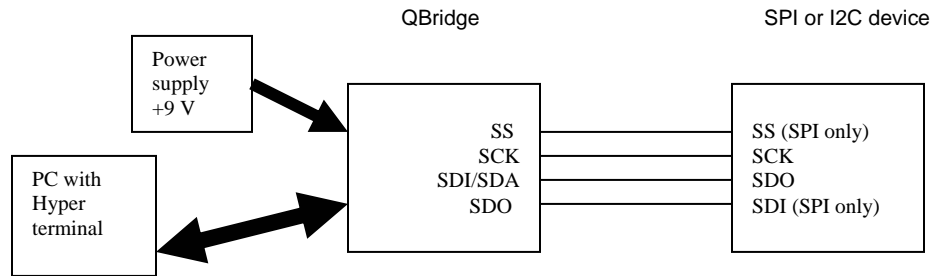 QBridge
SPI or I2C device
Power
supply
+9 V
PC with
Hyper
terminal
SS
SCK
SDI/SDA
SDO
SS (SPI only)
SCK
SDO
SDI (SPI only)